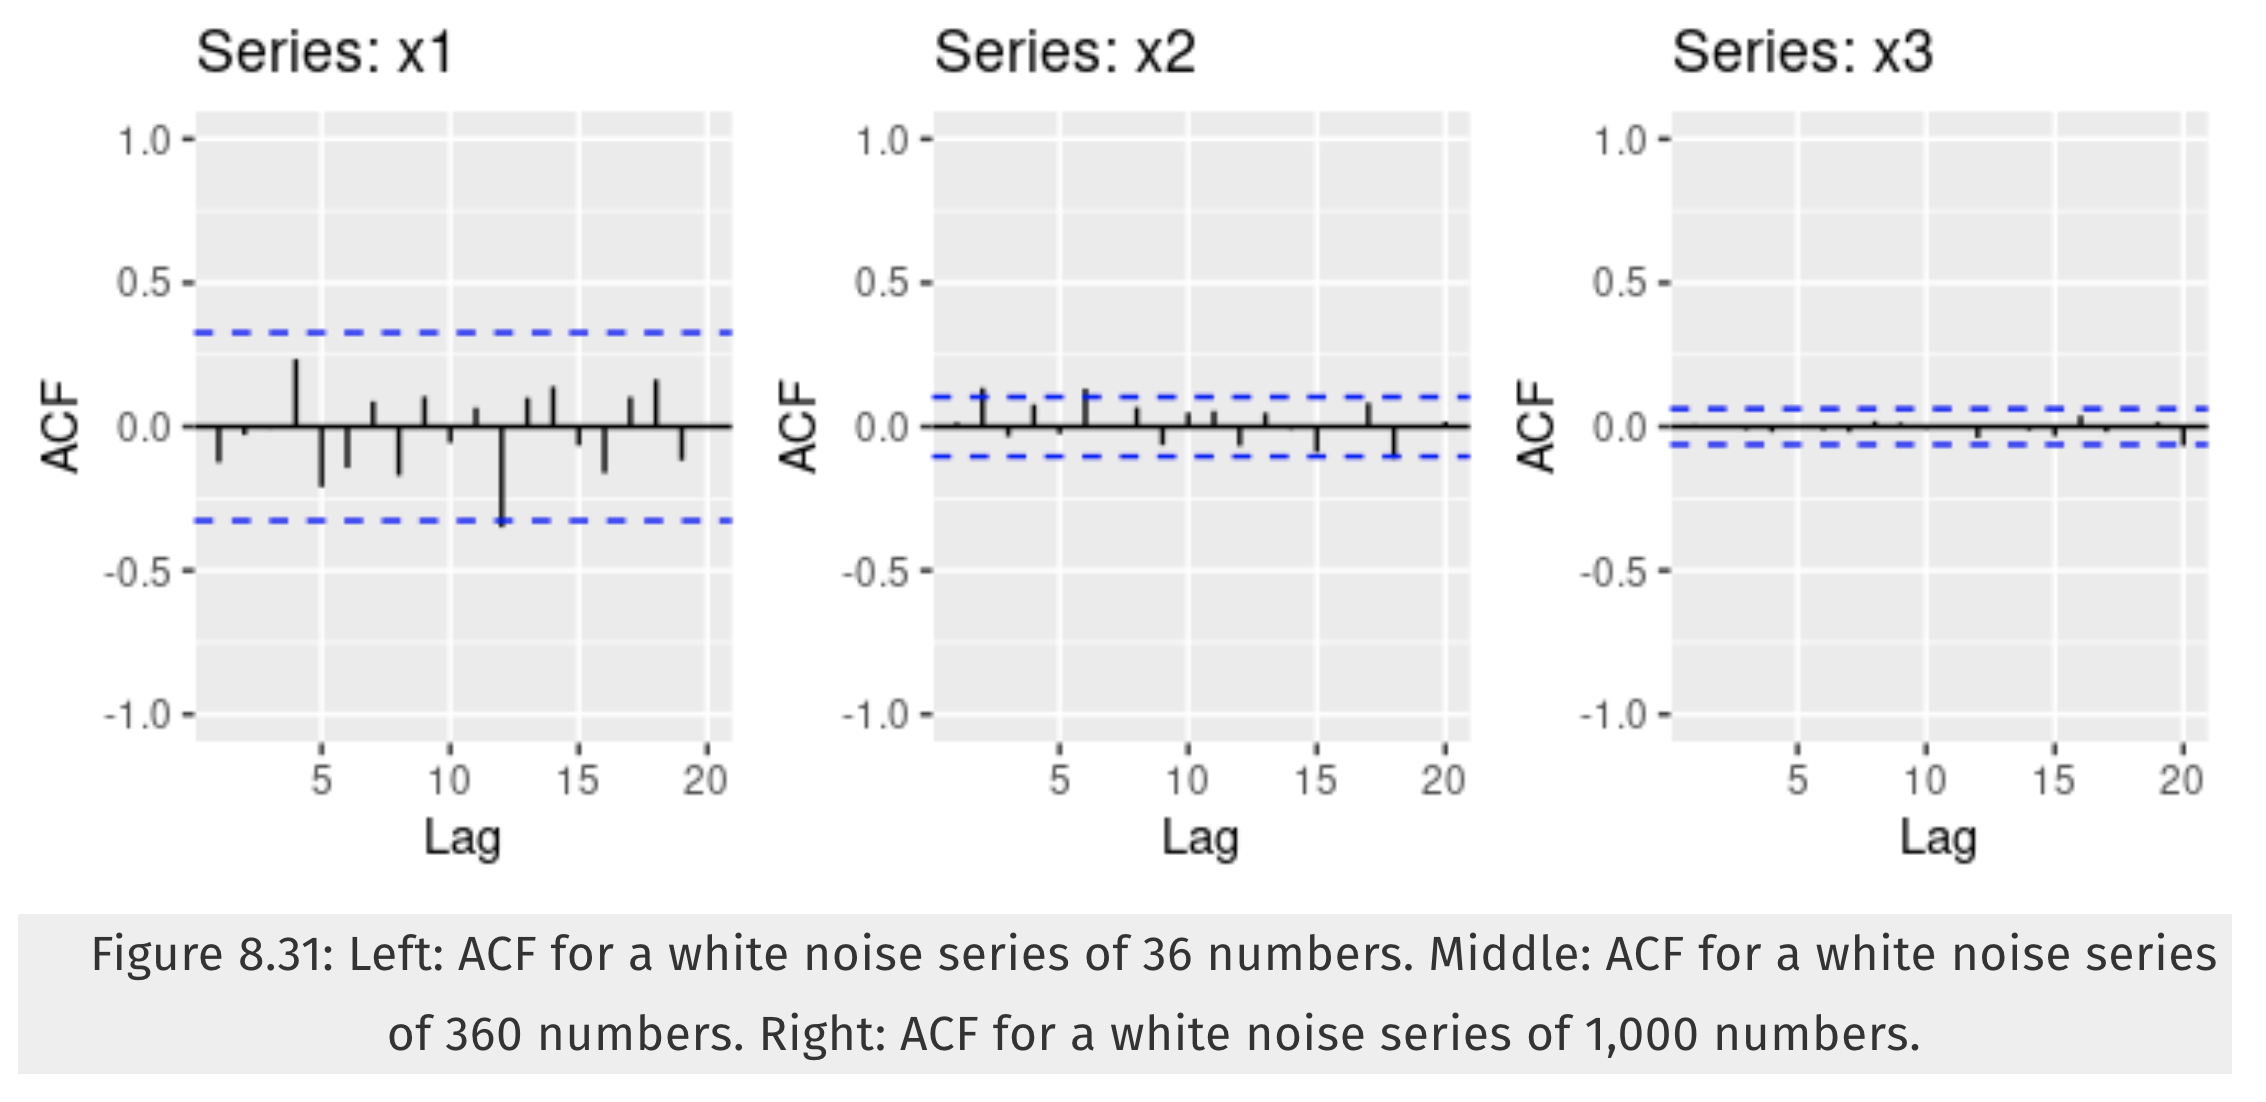 Series: x1
1.0
0.5
0.0
-0.5
-1.0
ACF
5 10 15 20
Lag
Series: x2
1.0
0.5
0.0
-0.5
-1.0
ACF
5 10 15 20
Lag
Series: x3
1.0
0.5
0.0
-0.5
-1.0
ACF
5 10 15 20
Lag
Figure 8.31: Left: ACF for a white noise series of 36 numbers. Middle: ACF for a white noise series
of 360 numbers. Right: ACF for a white noise series of 1,000 numbers.